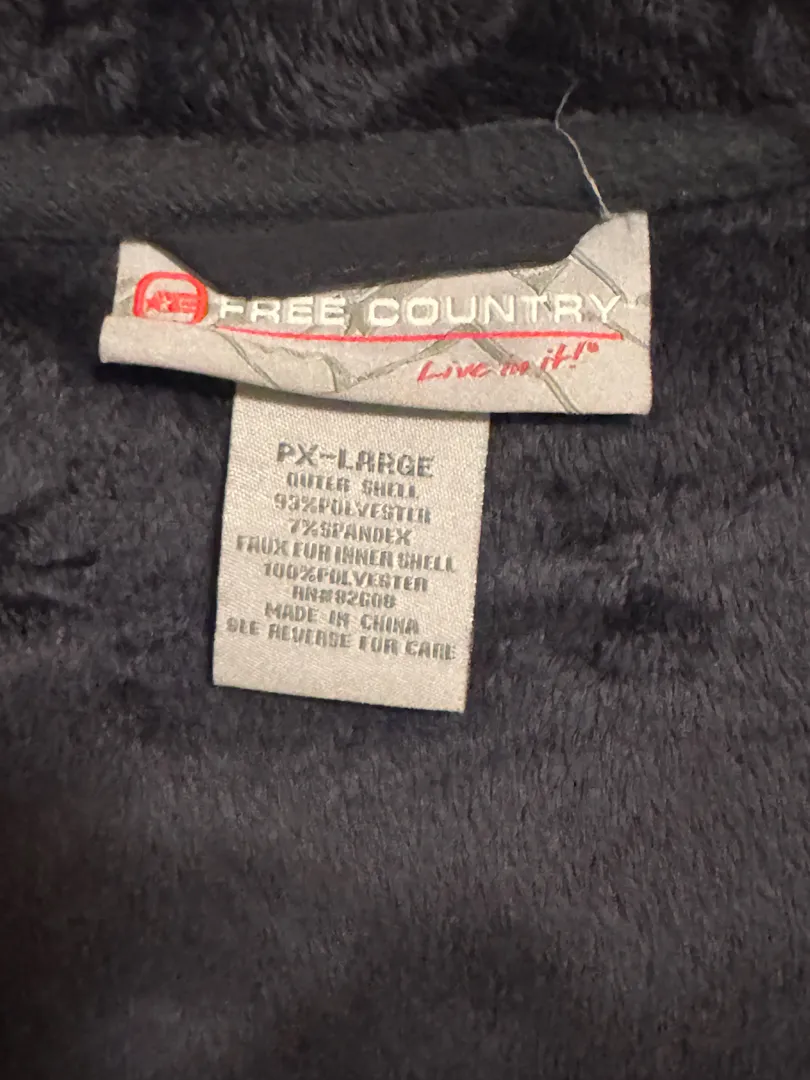 FREE COUNTRY
Live in it!®
PX-LARGE
OUTER SHELL
93%POLYESTER
7%SPANDEX
FAUX FUR INNER SHELL
100%POLYESTER
RN#82608
MADE IN CHINA
SEE REVERSE FOR CARE